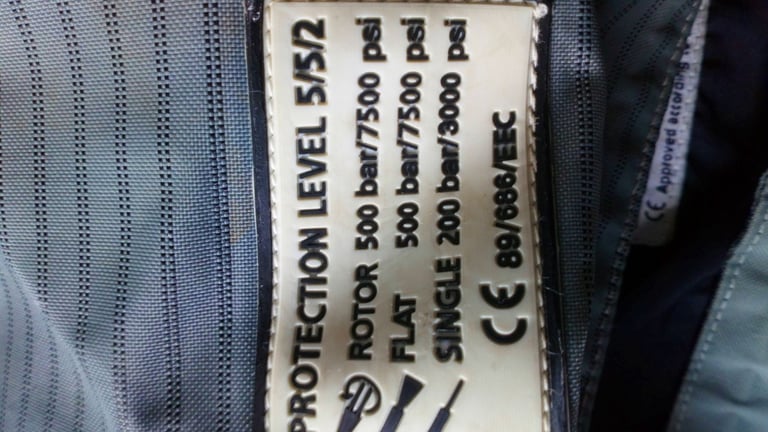 PROTECTION LEVEL 5/5/2
ROTOR 500 bar/7500 psi
FLAT 500 bar/7500 psi
SINGLE 200 bar/3000 psi
CE 89/686/EEC
CE Approved according